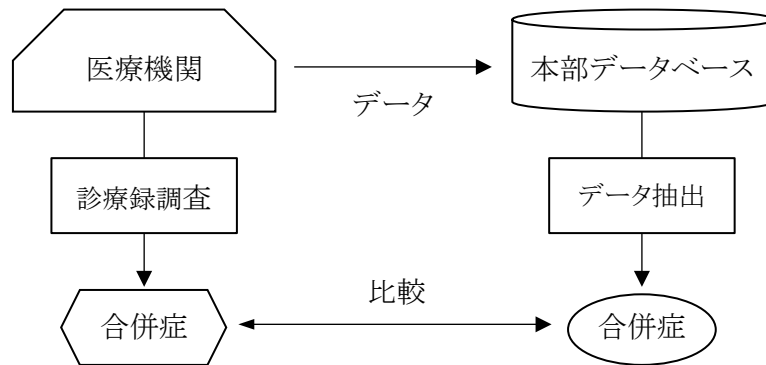 医療機関
本部データベース
データ
診療録調査
データ抽出
比較
合併症
合併症